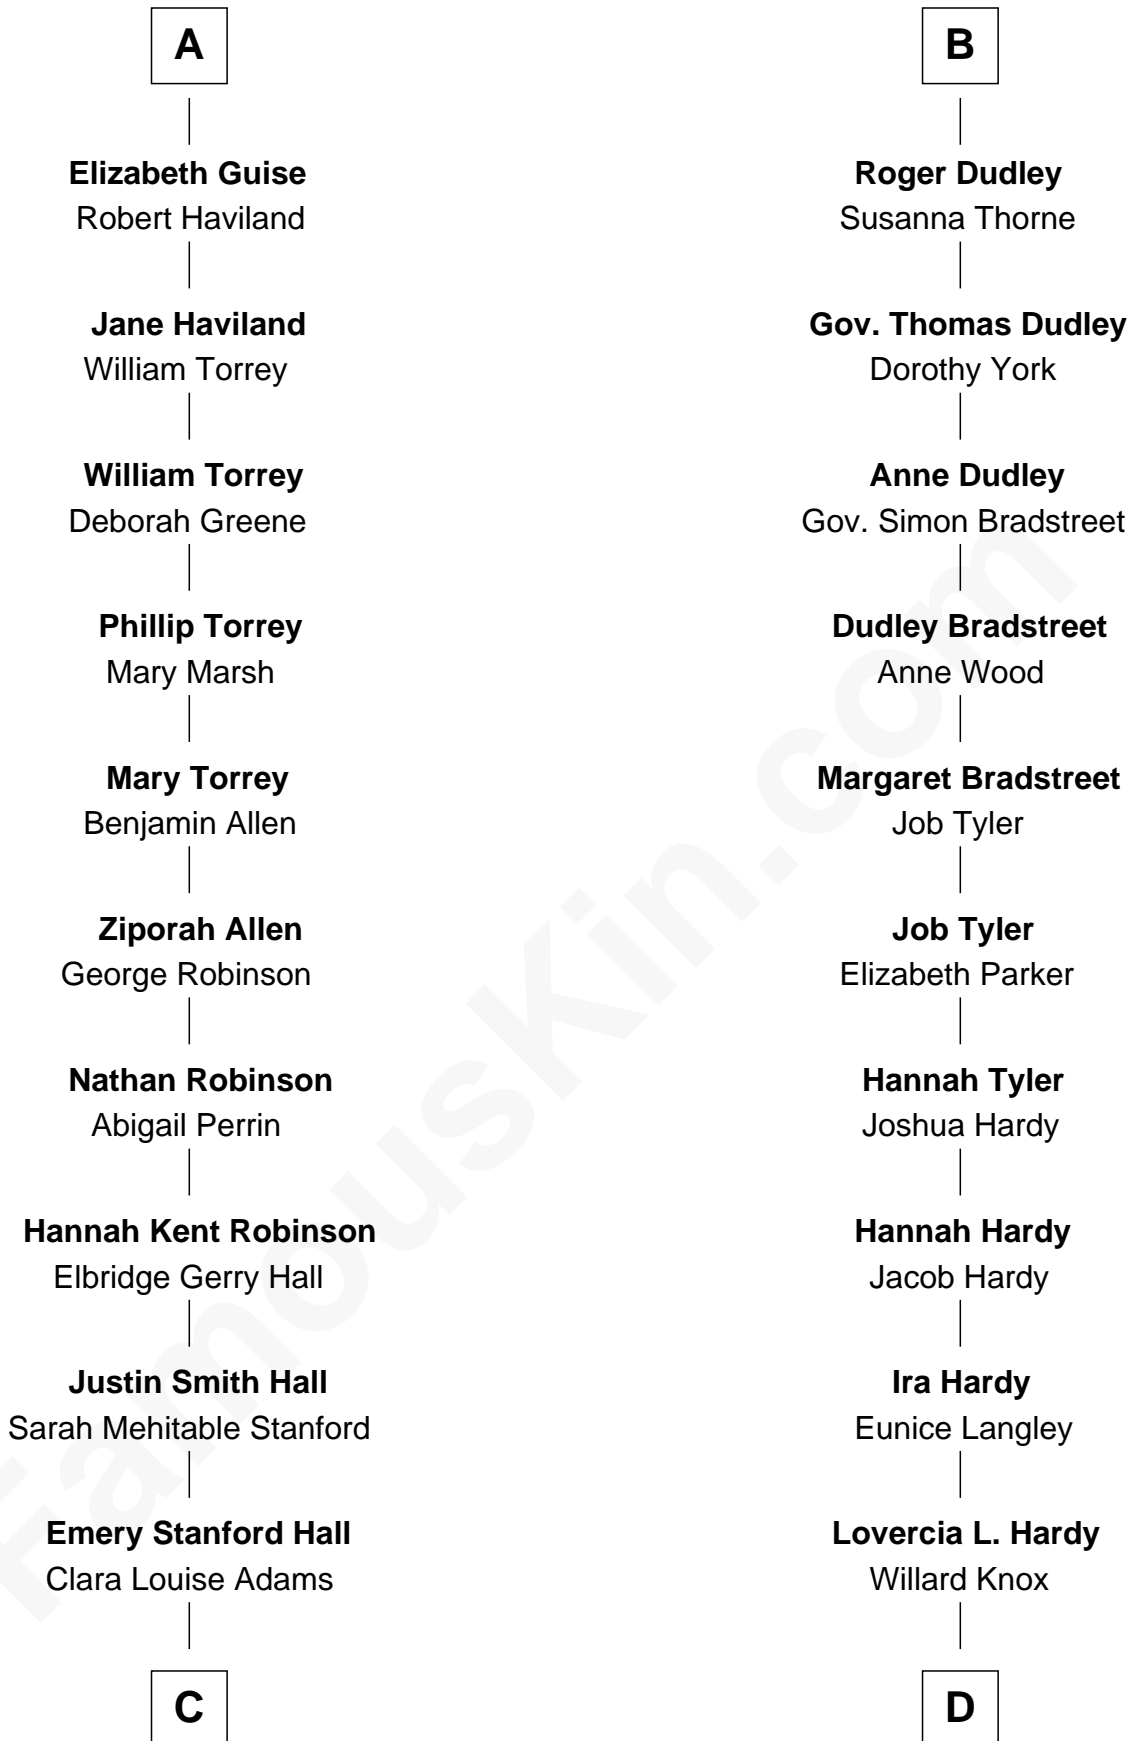 A
Elizabeth Guise
Robert Haviland
Jane Haviland
William Torrey
William Torrey
Deborah Greene
Phillip Torrey
Mary Marsh
Mary Torrey
Benjamin Allen
Ziporah Allen
George Robinson
Nathan Robinson
Abigail Perrin
Hannah Kent Robinson
Elbridge Gerry Hall
Justin Smith Hall
Sarah Mehitable Stanford
Emery Stanford Hall
Clara Louise Adams
C
B
Roger Dudley
Susanna Thorne
Gov. Thomas Dudley
Dorothy York
Anne Dudley
Gov. Simon Bradstreet
Dudley Bradstreet
Anne Wood
Margaret Bradstreet
Job Tyler
Job Tyler
Elizabeth Parker
Hannah Tyler
Joshua Hardy
Hannah Hardy
Jacob Hardy
Ira Hardy
Eunice Langley
Lovercia L. Hardy
Willard Knox
D
FamousKin.com